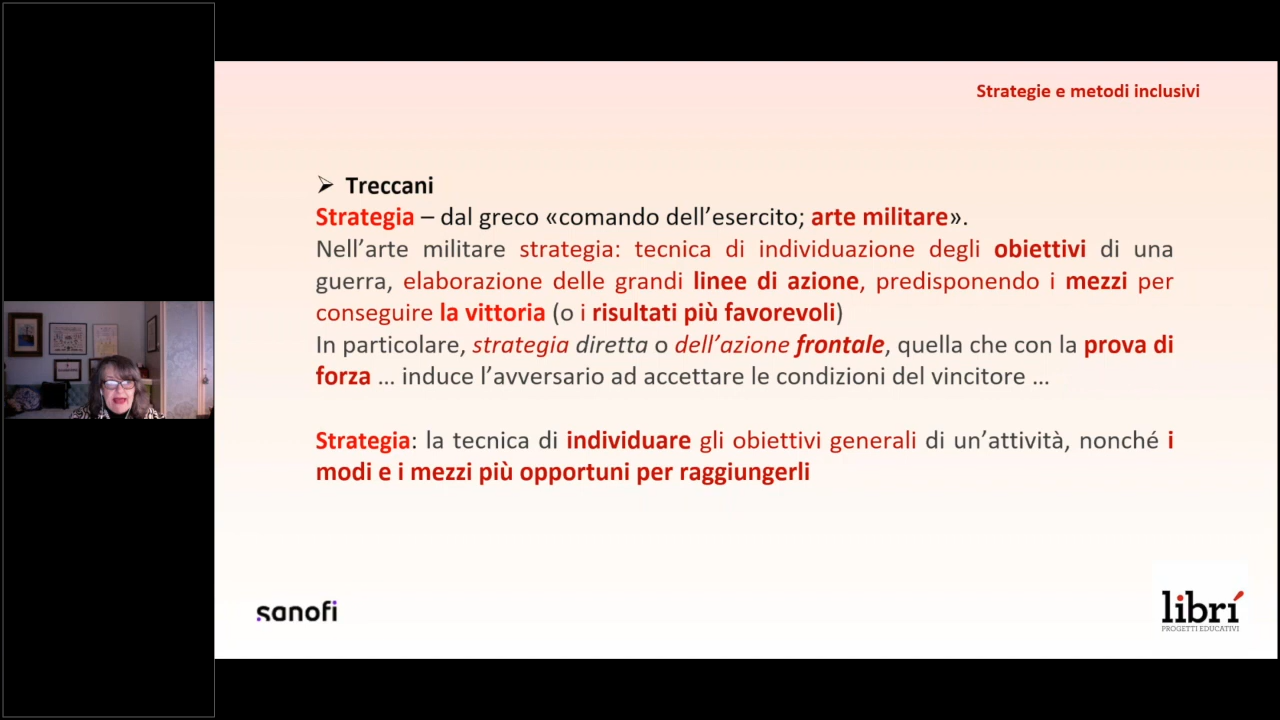 Strategie e metodi inclusivi
➢ Treccani
Strategia – dal greco «comando dell’esercito; arte militare».
Nell’arte militare strategia: tecnica di individuazione degli obiettivi di una
guerra, elaborazione delle grandi linee di azione, predisponendo i mezzi per
conseguire la vittoria (o i risultati più favorevoli)
In particolare, strategia diretta o dell’azione frontale, quella che con la prova di
forza ... induce l’avversario ad accettare le condizioni del vincitore ...
Strategia: la tecnica di individuare gli obiettivi generali di un’attività, nonché i
modi e i mezzi più opportuni per raggiungerli
sanofi
librí
PROGETTI EDUCATIVI